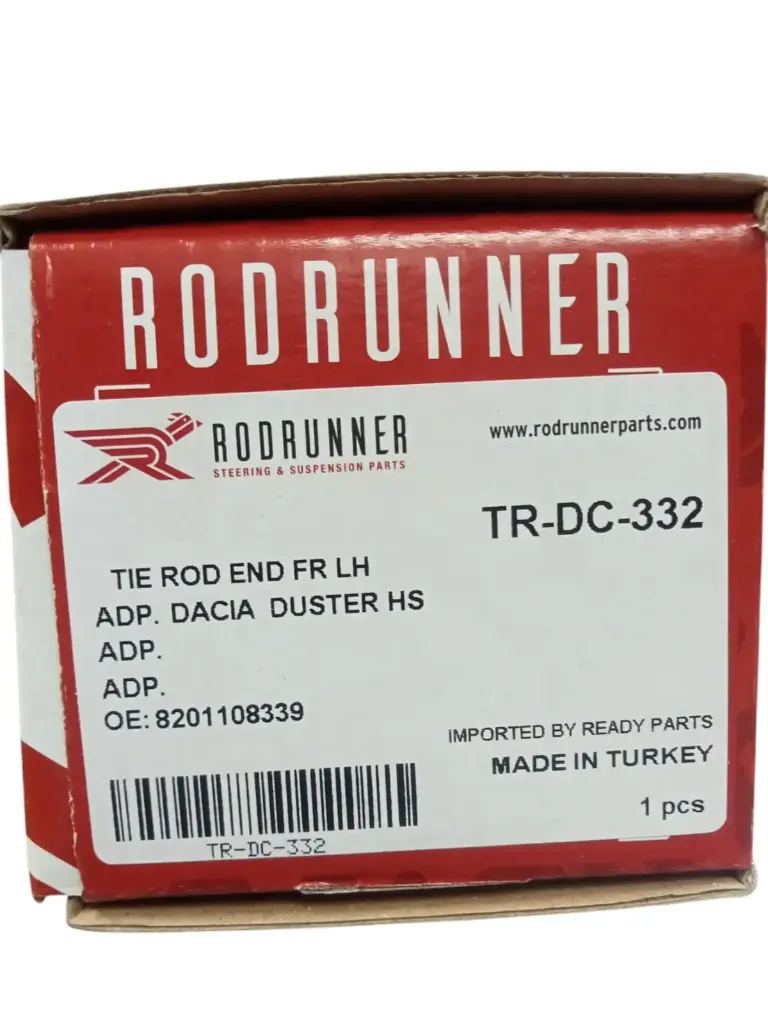 RODRUNNER
RODRUNNER
STEERING & SUSPENSION PARTS
www.rodrunnerparts.com
TR-DC-332
TIE ROD END FR LH
ADP. DACIA DUSTER HS
ADP.
ADP.
OE: 8201108339
IMPORTED BY READY PARTS
MADE IN TURKEY
1 pcs
TR-DC-332